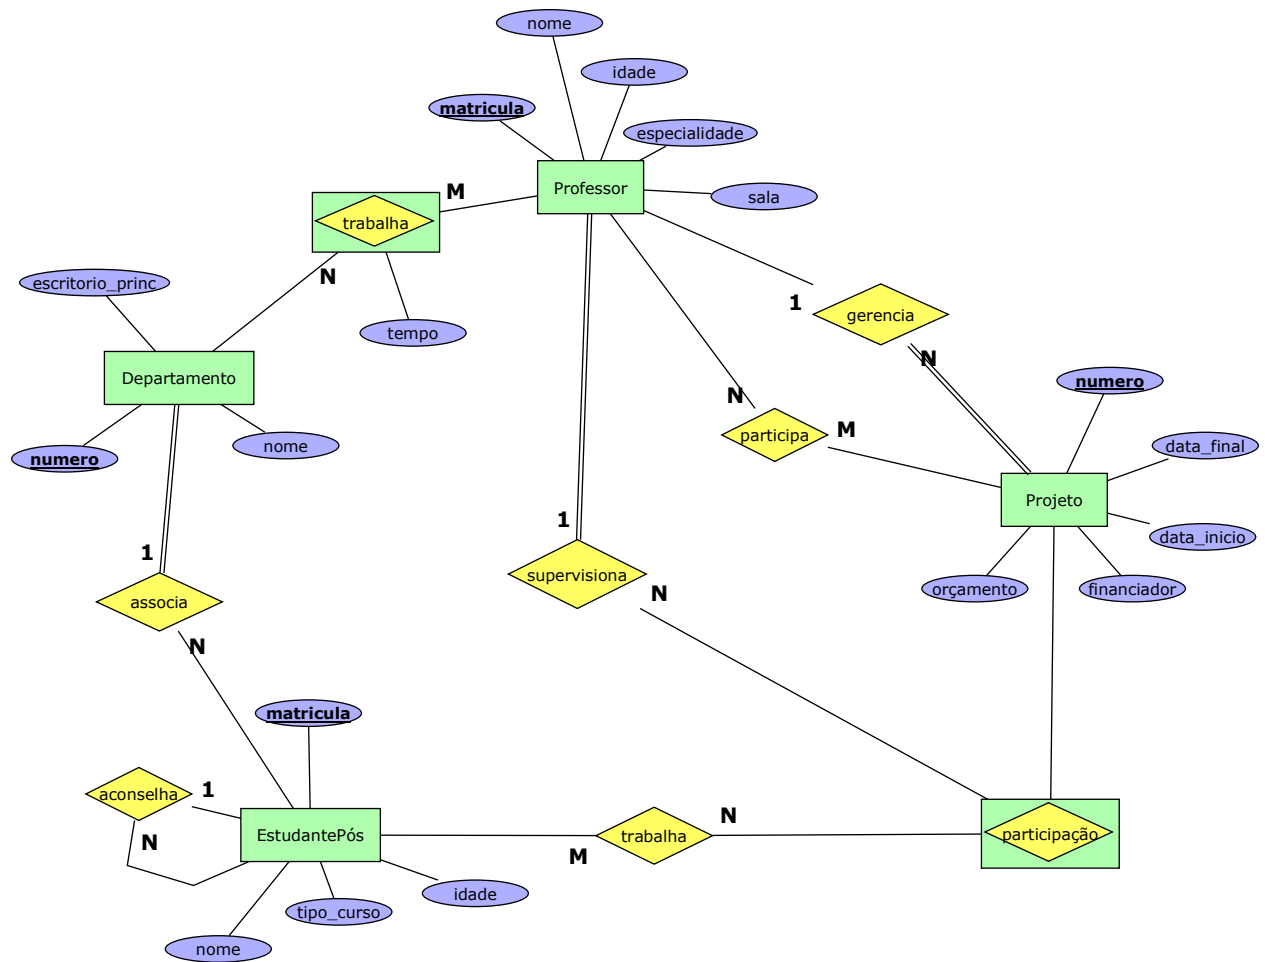 nome
idade
matricula
especialidade
Professor
M
sala
trabalha
N
escritorio_princ
1
gerencia
tempo
N
Departamento
numero
N
M
participa
nome
data_final
numero
Projeto
1
data_inicio
1
supervisiona
orçamento
financiador
N
associa
N
matricula
aconselha
1
N
EstudantePós
trabalha
N
M
participação
idade
tipo_curso
nome